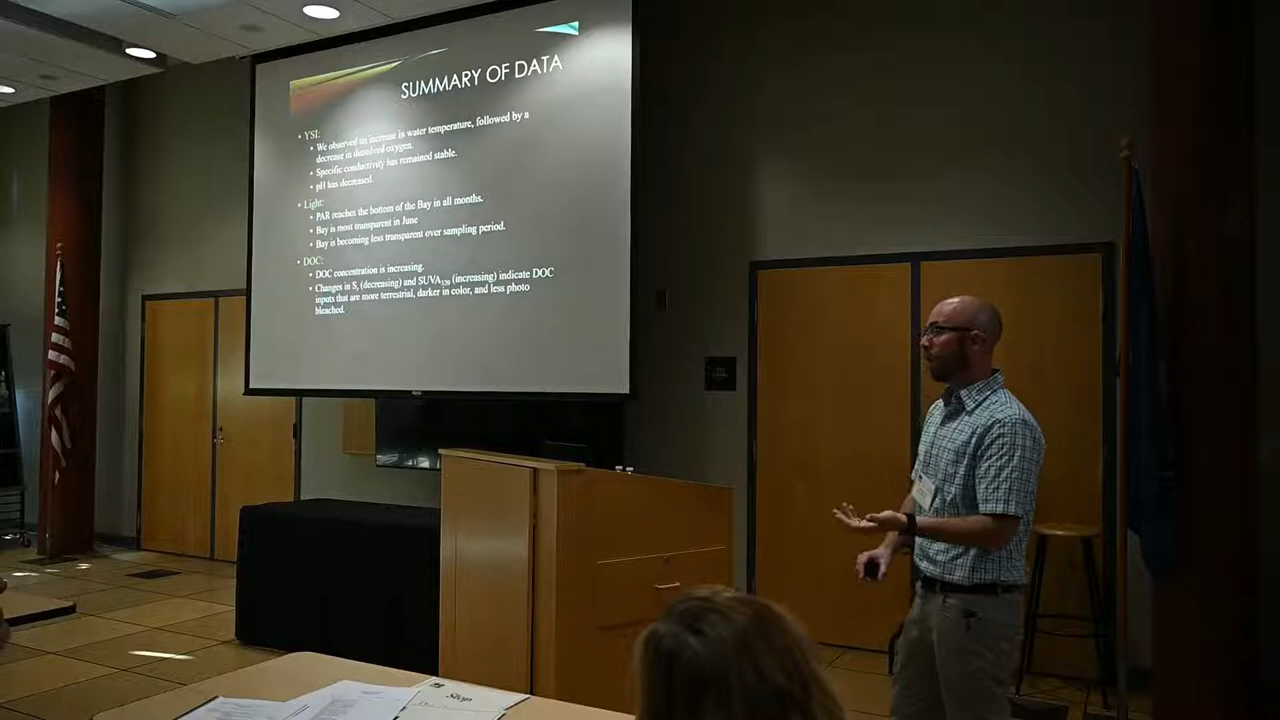 SUMMARY OF DATA
• YSI:
• We observed an increase in water temperature, followed by a
decrease in dissolved oxygen.
• Specific conductivity has remained stable.
• pH has decreased.
• Light:
• PAR reaches the bottom of the Bay in all months.
• Bay is most transparent in June
• Bay is becoming less transparent over sampling period.
• DOC:
• DOC concentration is increasing.
• Changes in Sr (decreasing) and SUVA320 (increasing) indicate DOC
inputs that are more terrestrial, darker in color, and less photo
bleached.
Stop